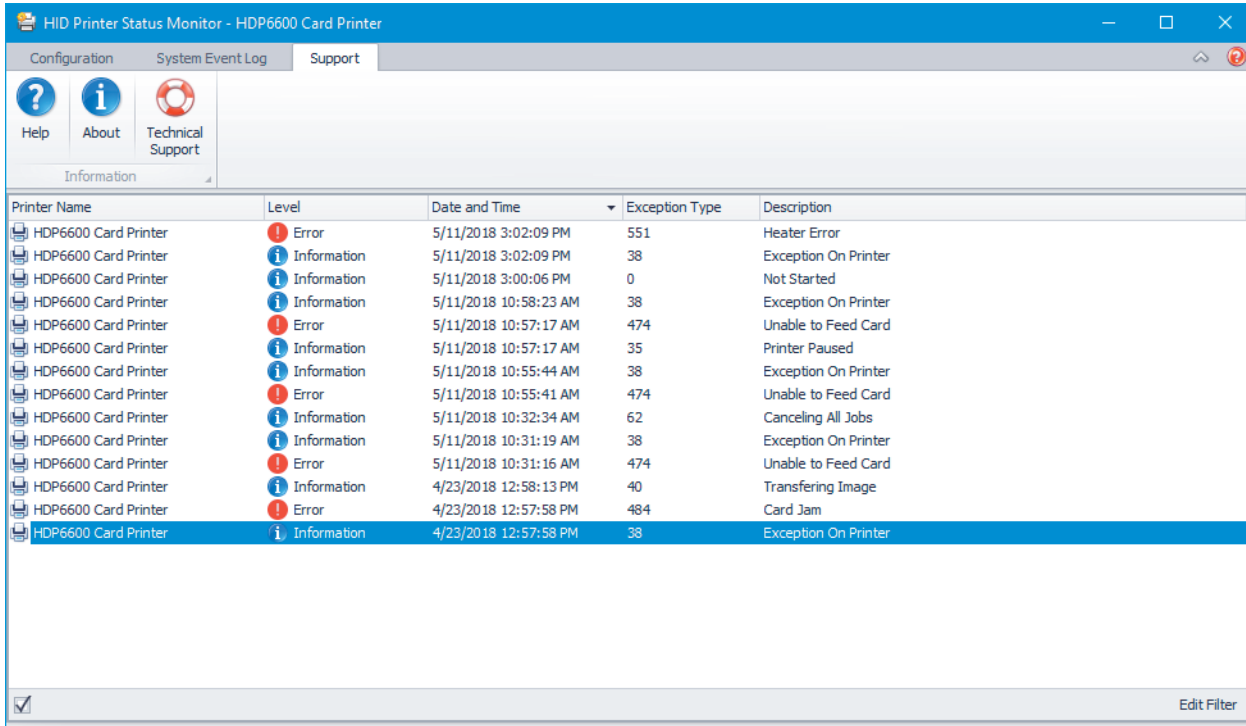 HID Printer Status Monitor - HDP6600 Card Printer
Configuration System Event Log Support
Help About Technical Support
Information
Printer Name Level Date and Time Exception Type Description
HDP6600 Card Printer Error 5/11/2018 3:02:09 PM 551 Heater Error
HDP6600 Card Printer Information 5/11/2018 3:02:09 PM 38 Exception On Printer
HDP6600 Card Printer Information 5/11/2018 3:00:06 PM 0 Not Started
HDP6600 Card Printer Information 5/11/2018 10:58:23 AM 38 Exception On Printer
HDP6600 Card Printer Error 5/11/2018 10:57:17 AM 474 Unable to Feed Card
HDP6600 Card Printer Information 5/11/2018 10:57:17 AM 35 Printer Paused
HDP6600 Card Printer Information 5/11/2018 10:55:44 AM 38 Exception On Printer
HDP6600 Card Printer Error 5/11/2018 10:55:41 AM 474 Unable to Feed Card
HDP6600 Card Printer Information 5/11/2018 10:32:34 AM 62 Canceling All Jobs
HDP6600 Card Printer Information 5/11/2018 10:31:19 AM 38 Exception On Printer
HDP6600 Card Printer Error 5/11/2018 10:31:16 AM 474 Unable to Feed Card
HDP6600 Card Printer Information 4/23/2018 12:58:13 PM 40 Transfering Image
HDP6600 Card Printer Error 4/23/2018 12:57:58 PM 484 Card Jam
HDP6600 Card Printer Information 4/23/2018 12:57:58 PM 38 Exception On Printer
Edit Filter